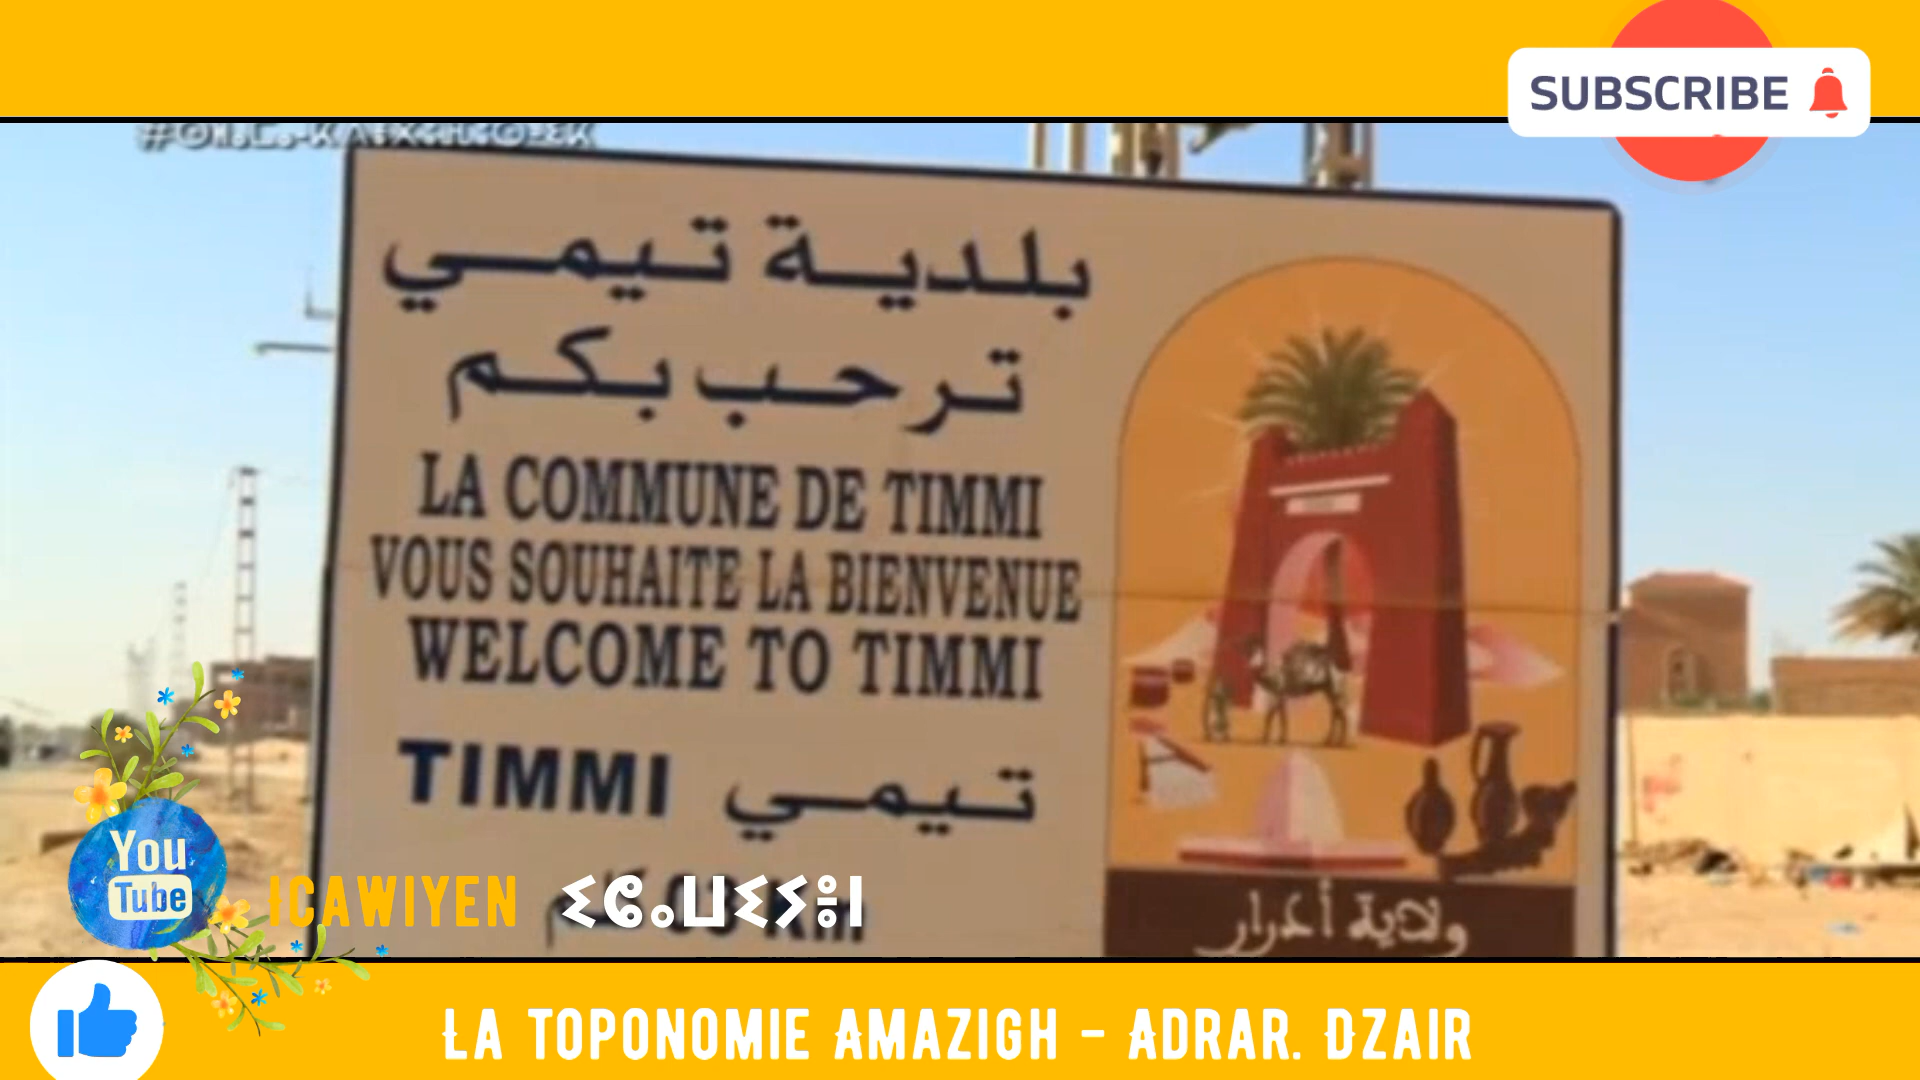 SUBSCRIBE
بلدية تيمي
ترحب بكم
LA COMMUNE DE TIMMI
VOUS SOUHAITE LA BIENVENUE
WELCOME TO TIMMI
TIMMI تيمي
ولاية أدرار
You
Tube
ICAWIYEN ⵉⵛⴰⵡⵉⵢⴻⵏ
LA TOPONOMIE AMAZIGH - ADRAR. DZAIR